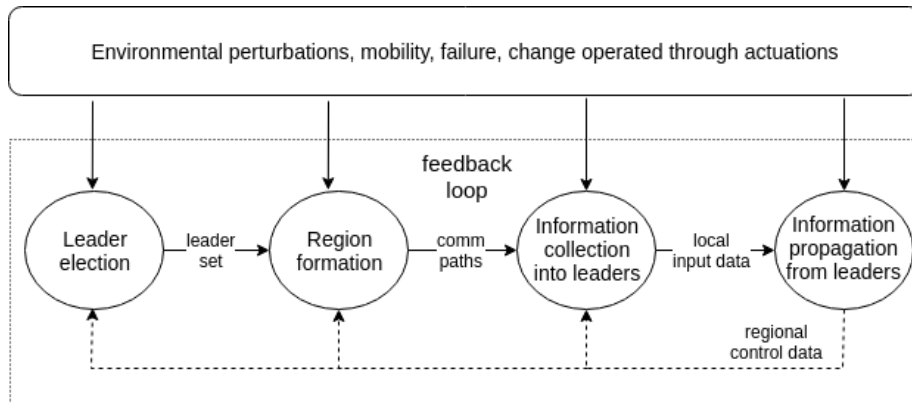 Environmental perturbations, mobility, failure, change operated through actuations
feedback
loop
Leader
election
leader
set
Region
formation
comm
paths
Information
collection
into leaders
local
input data
Information
propagation
from leaders
regional
control data